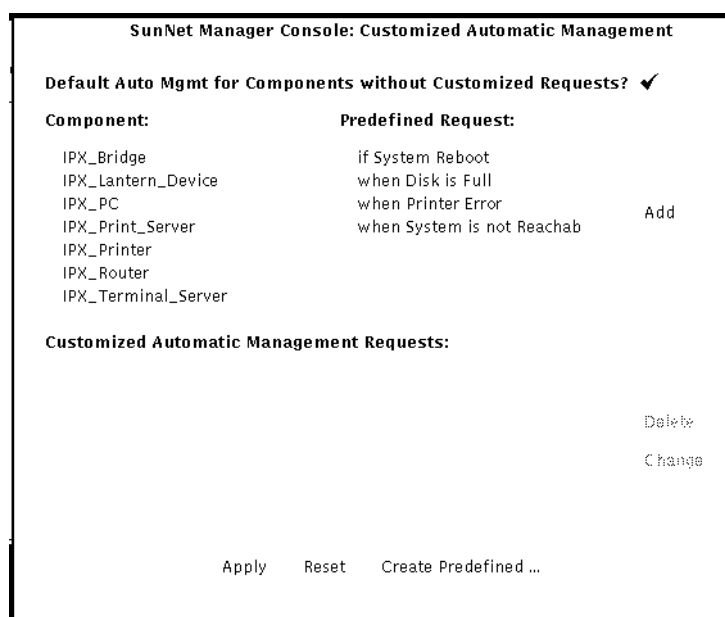 SunNet Manager Console: Customized Automatic Management
Default Auto Mgmt for Components without Customized Requests? ✔
Component: Predefined Request:
IPX_Bridge if System Reboot
IPX_Lantern_Device when Disk is Full
IPX_PC when Printer Error
Add
IPX_Print_Server when System is not Reachab
IPX_Printer
IPX_Router
IPX_Terminal_Server
Customized Automatic Management Requests:
Delete
Change
Apply Reset Create Predefined ...